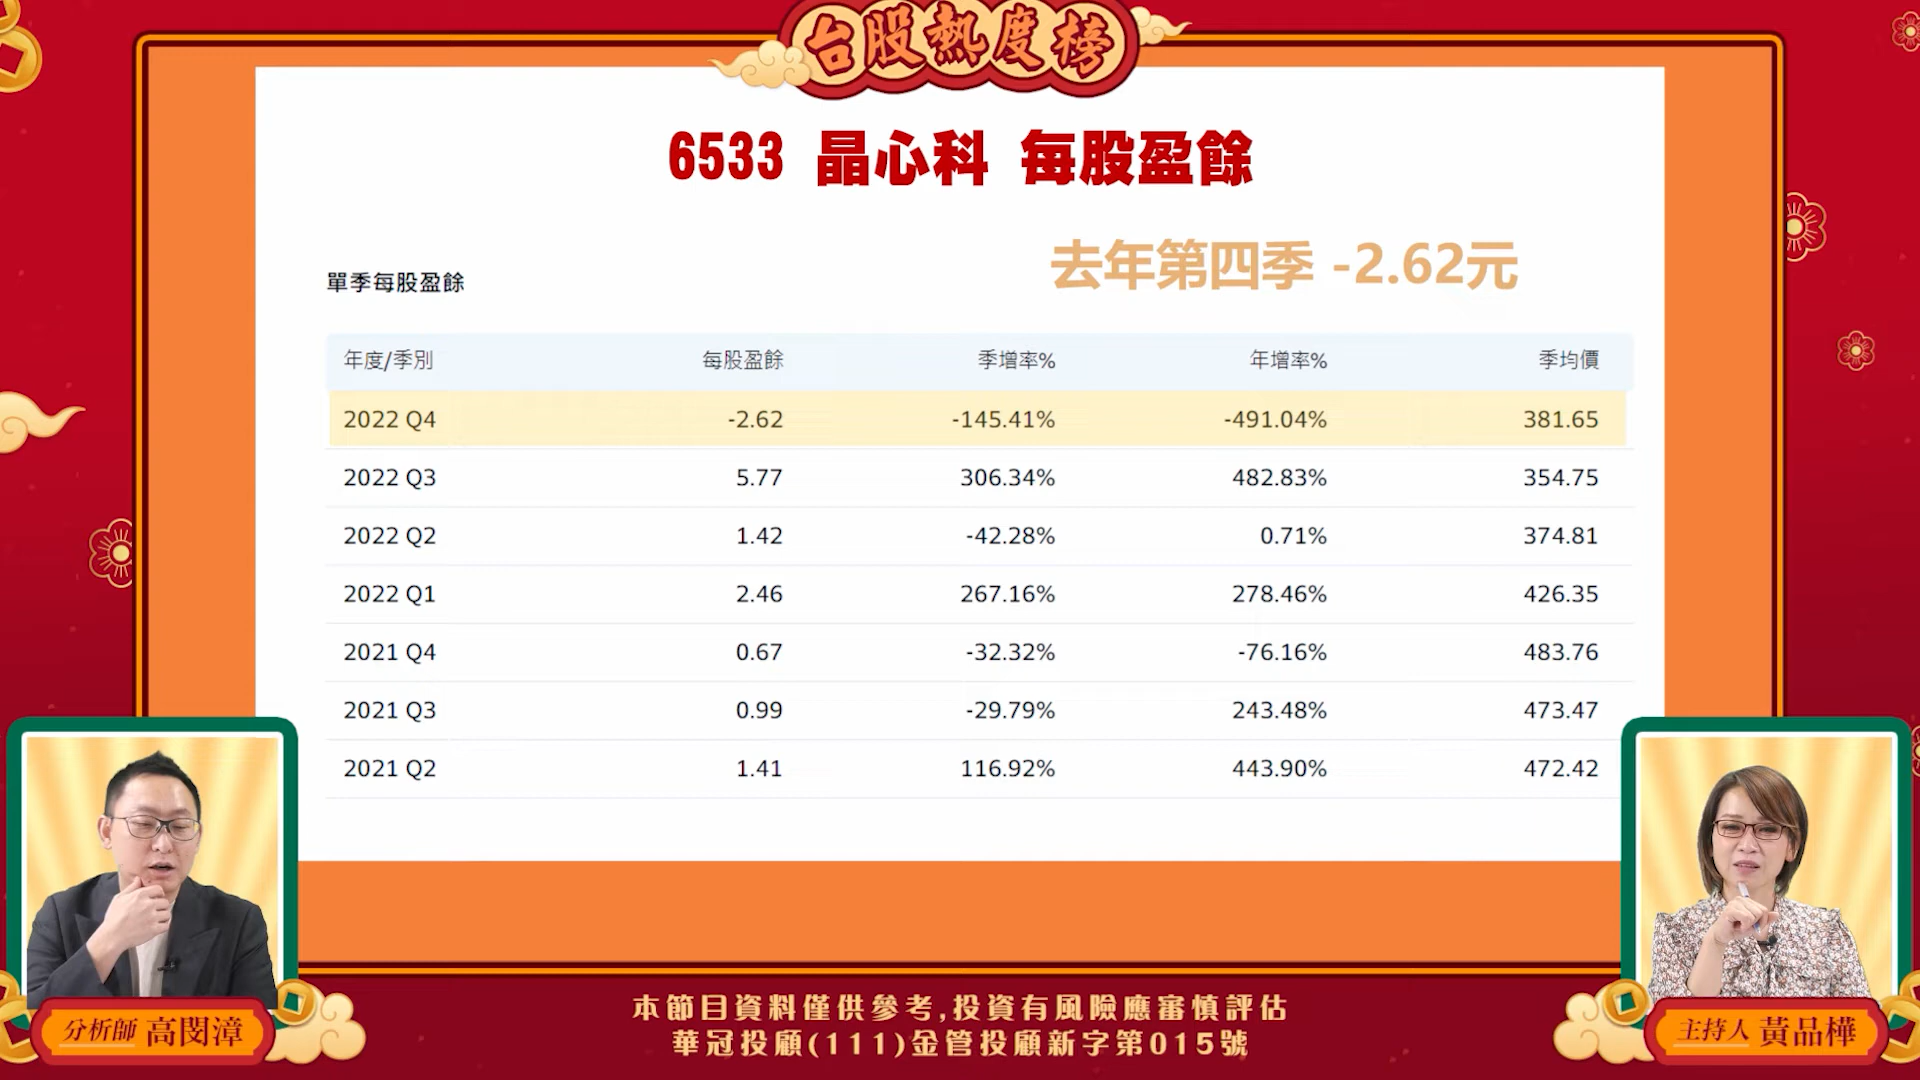 台股熱度榜
6533 晶心科 每股盈餘
去年第四季 -2.62元
單季每股盈餘
年度/季別 每股盈餘 季增率% 年增率% 季均價
2022 Q4 -2.62 -145.41% -491.04% 381.65
2022 Q3 5.77 306.34% 482.83% 354.75
2022 Q2 1.42 -42.28% 0.71% 374.81
2022 Q1 2.46 267.16% 278.46% 426.35
2021 Q4 0.67 -32.32% -76.16% 483.76
2021 Q3 0.99 -29.79% 243.48% 473.47
2021 Q2 1.41 116.92% 443.90% 472.42
分析師 高閔漳
本節目資料僅供參考,投資有風險應審慎評估
華冠投顧(111)金管投顧新字第015號
主持人 黃品樺